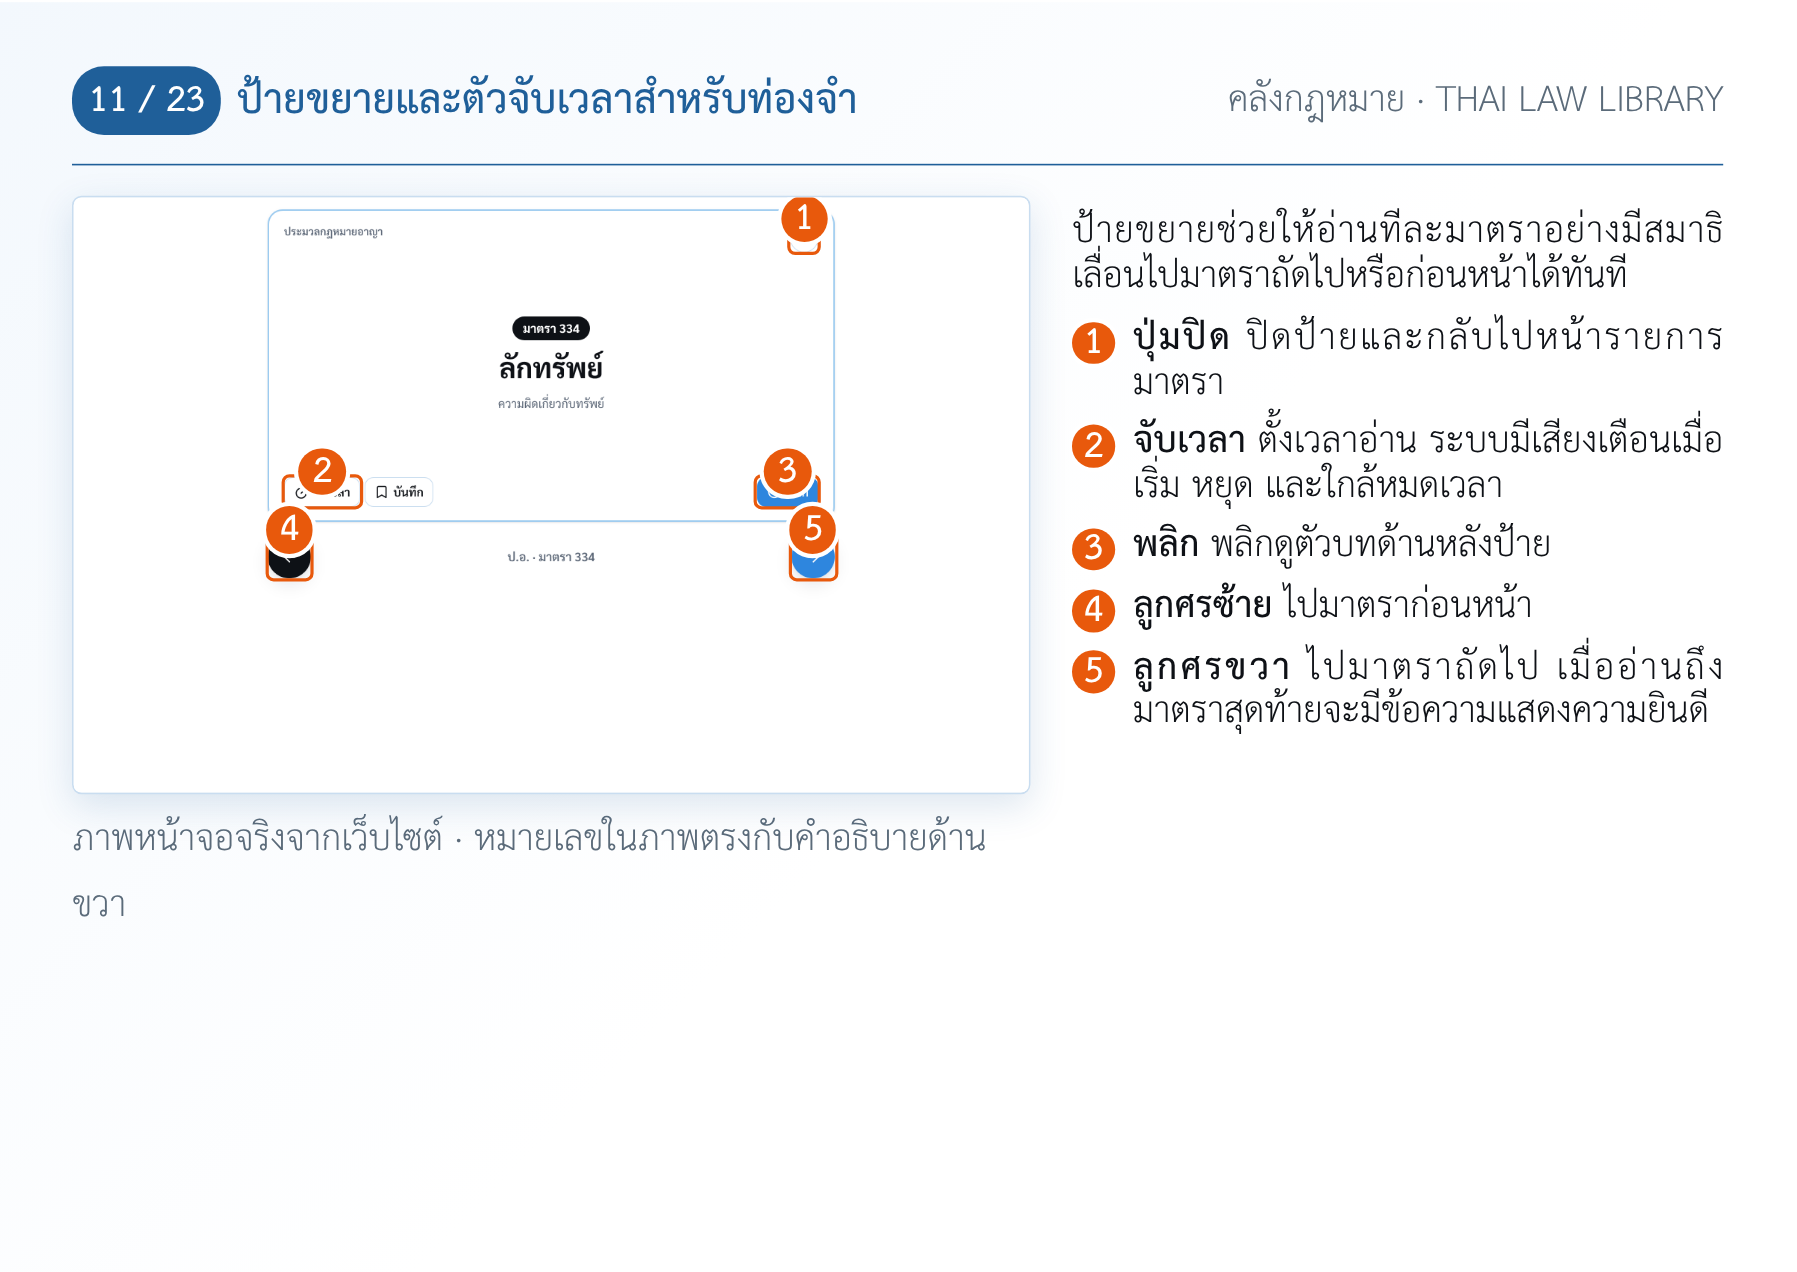 11 / 23 ป้ายขยายและตัวจับเวลาสำหรับท่องจำ
คลังกฎหมาย · THAI LAW LIBRARY
ประมวลกฎหมายอาญา
1
มาตรา 334
ลักทรัพย์
ความผิดเกี่ยวกับทรัพย์
2
บันทึก
3
4
ป.อ. · มาตรา 334
5
ภาพหน้าจอจริงจากเว็บไซต์ · หมายเลขในภาพตรงกับคำอธิบายด้าน
ขวา
ป้ายขยายช่วยให้อ่านทีละมาตราอย่างมีสมาธิ
เลื่อนไปมาตราถัดไปหรือก่อนหน้าได้ทันที
1 ปุ่มปิด ปิดป้ายและกลับไปหน้ารายการ
มาตรา
2 จับเวลา ตั้งเวลาอ่าน ระบบมีเสียงเตือนเมื่อ
เริ่ม หยุด และใกล้หมดเวลา
3 พลิก พลิกดูตัวบทด้านหลังป้าย
4 ลูกศรซ้าย ไปมาตราก่อนหน้า
5 ลูกศรขวา ไปมาตราถัดไป เมื่ออ่านถึง
มาตราสุดท้ายจะมีข้อความแสดงความยินดี